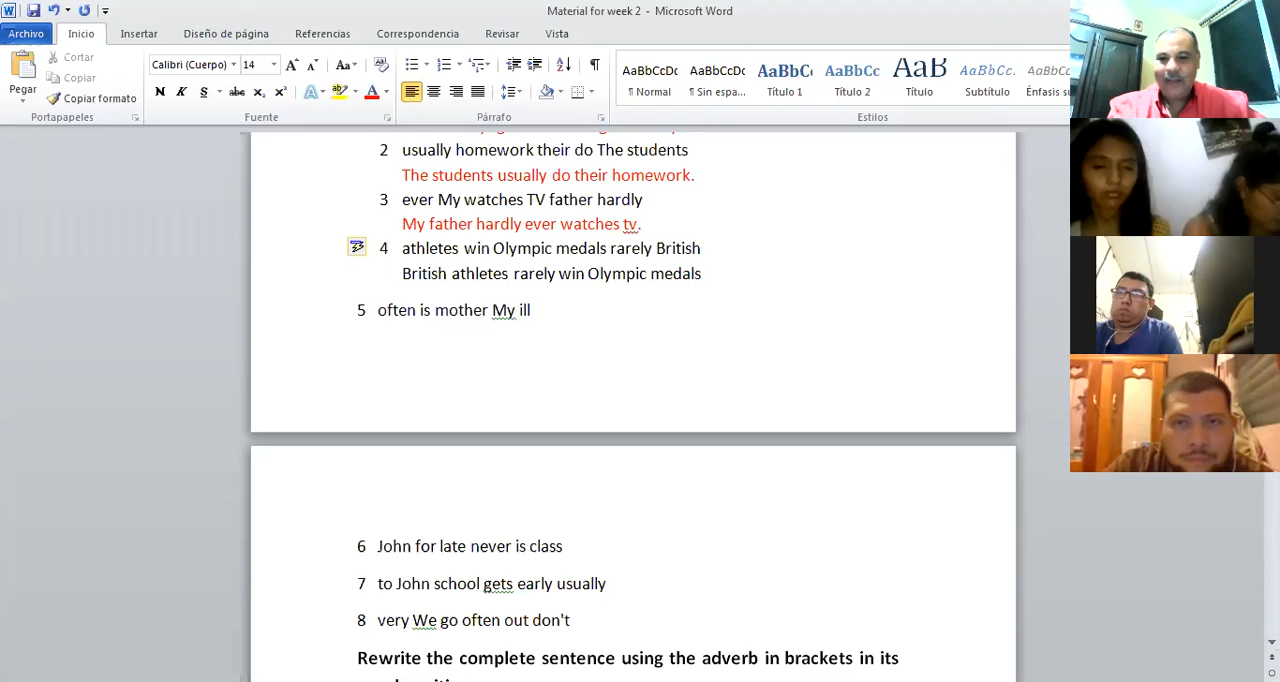 Material for week 2 - Microsoft Word
Archivo Inicio Insertar Diseño de página Referencias Correspondencia Revisar Vista
Pegar
Cortar
Copiar
Copiar formato
Portapapeles
Calibri (Cuerpo) 14
N K S abc x₂ x² A ab A
Fuente
Párrafo
AaBbCcDc AaBbCcDc AaBbC AaBbCc AaB AaBbCc AaBbCc
¶ Normal ¶ Sin espa... Título 1 Título 2 Título Subtítulo Énfasis
Estilos
2 usually homework their do The students
The students usually do their homework.
3 ever My watches TV father hardly
My father hardly ever watches tv.
4 athletes win Olympic medals rarely British
British athletes rarely win Olympic medals
5 often is mother My ill
6 John for late never is class
7 to John school gets early usually
8 very We go often out don't
Rewrite the complete sentence using the adverb in brackets in its